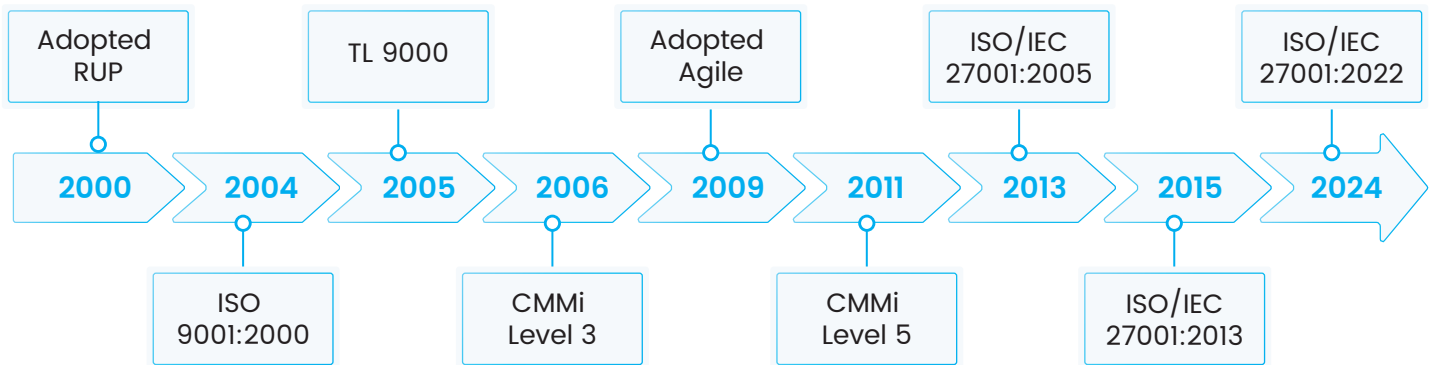 Adopted
RUP
TL 9000
Adopted
Agile
ISO/IEC
27001:2005
ISO/IEC
27001:2022
2000
2004
2005
2006
2009
2011
2013
2015
2024
ISO
9001:2000
CMMi
Level 3
CMMi
Level 5
ISO/IEC
27001:2013